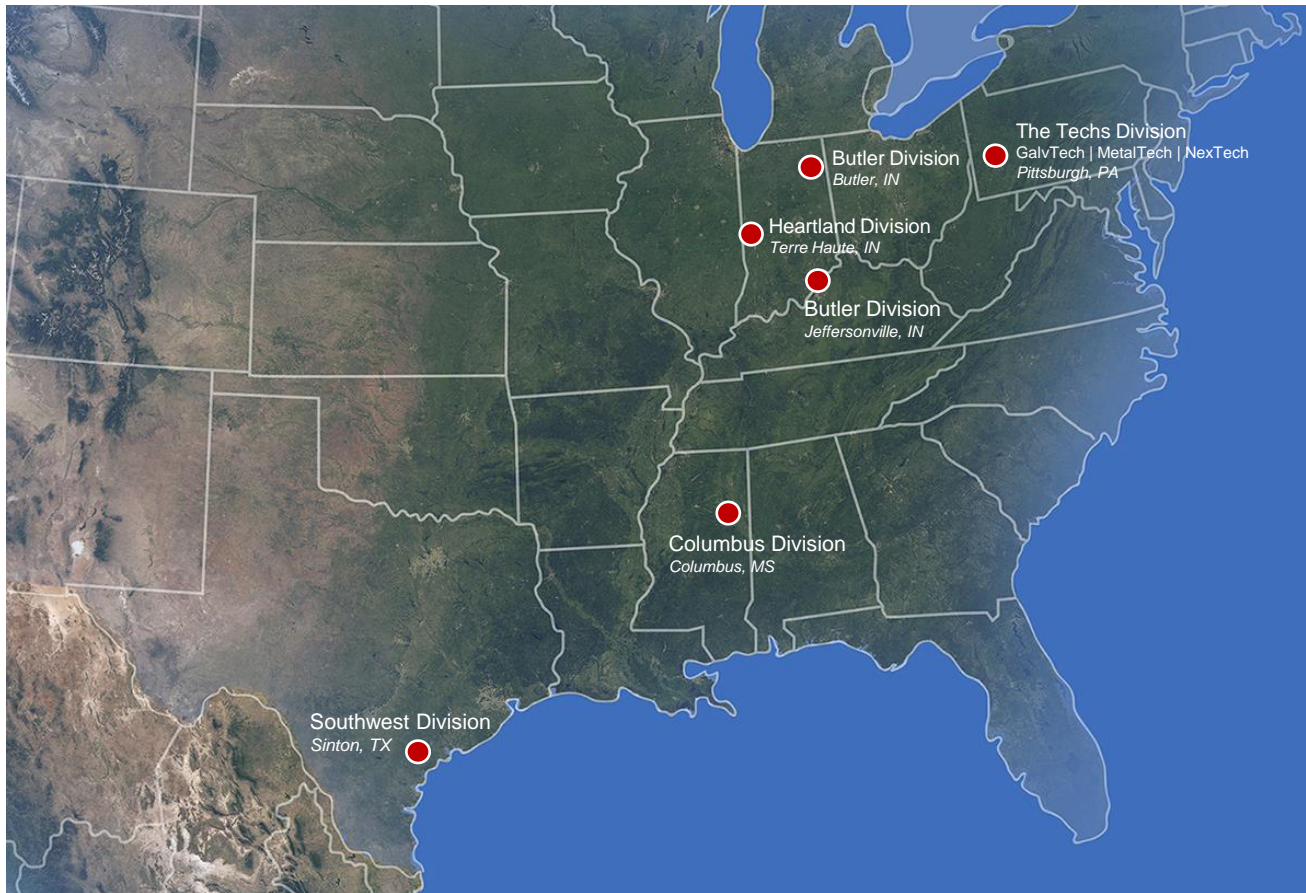 The Techs Division
GalvTech | MetalTech | NexTech
Pittsburgh, PA
Butler Division
Butler, IN
Heartland Division
Terre Haute, IN
Butler Division
Jeffersonville, IN
Columbus Division
Columbus, MS
Southwest Division
Sinton, TX